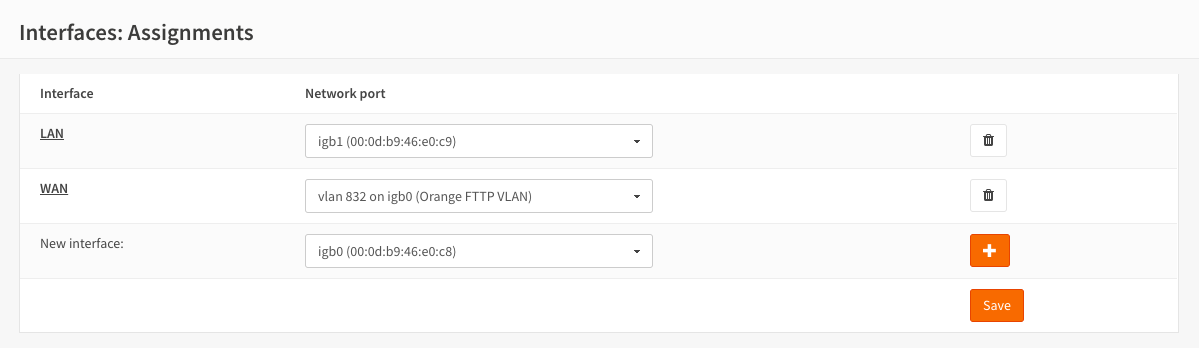 Interfaces: Assignments
Interface Network port
LAN igb1 (00:0d:b9:46:e0:c9)
WAN vlan 832 on igb0 (Orange FTTP VLAN)
New interface: igb0 (00:0d:b9:46:e0:c8)
Save